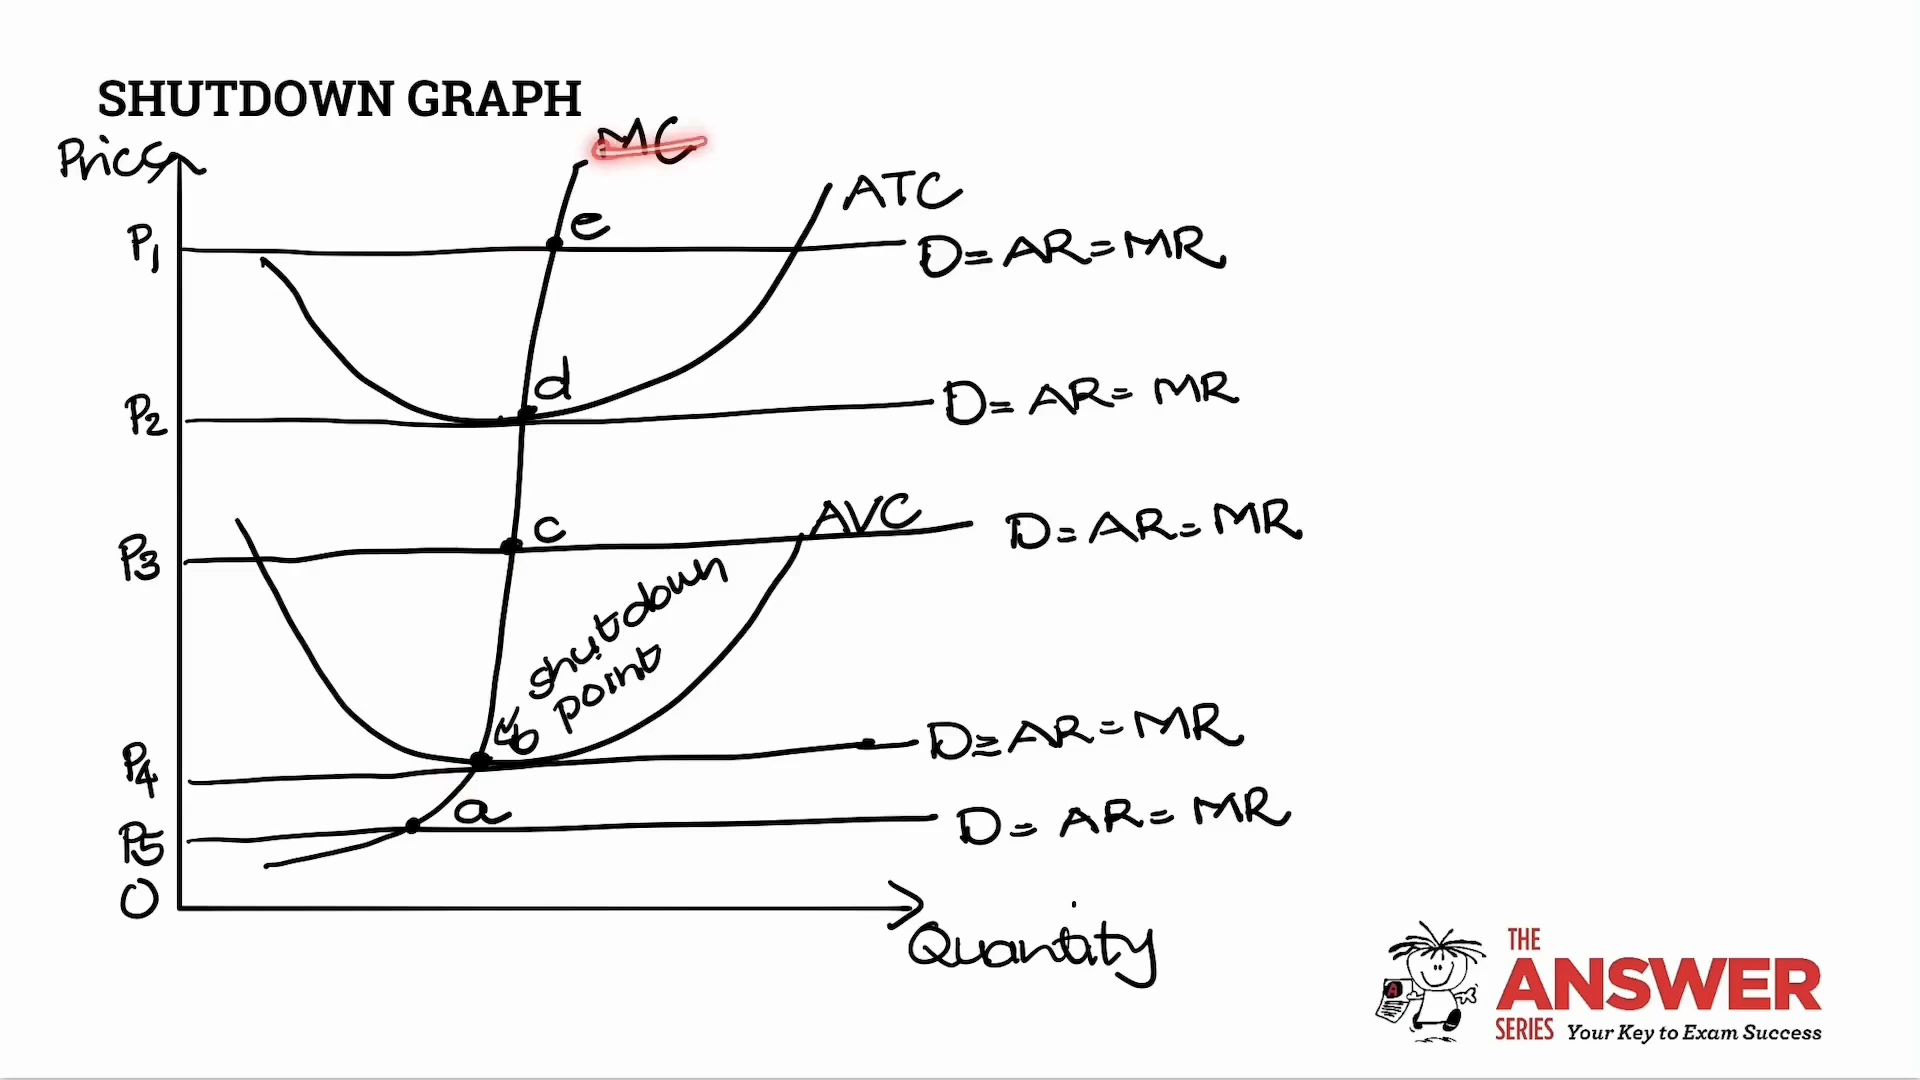 SHUTDOWN GRAPH
Price
MC
ATC
e
P1
D= AR= MR
d
P2
D= AR= MR
AVC
c
P3
D= AR= MR
shutdown
point
b
P4
D= AR= MR
a
P5
D= AR= MR
O
Quantity
THE
ANSWER
SERIES Your Key to Exam Success
A